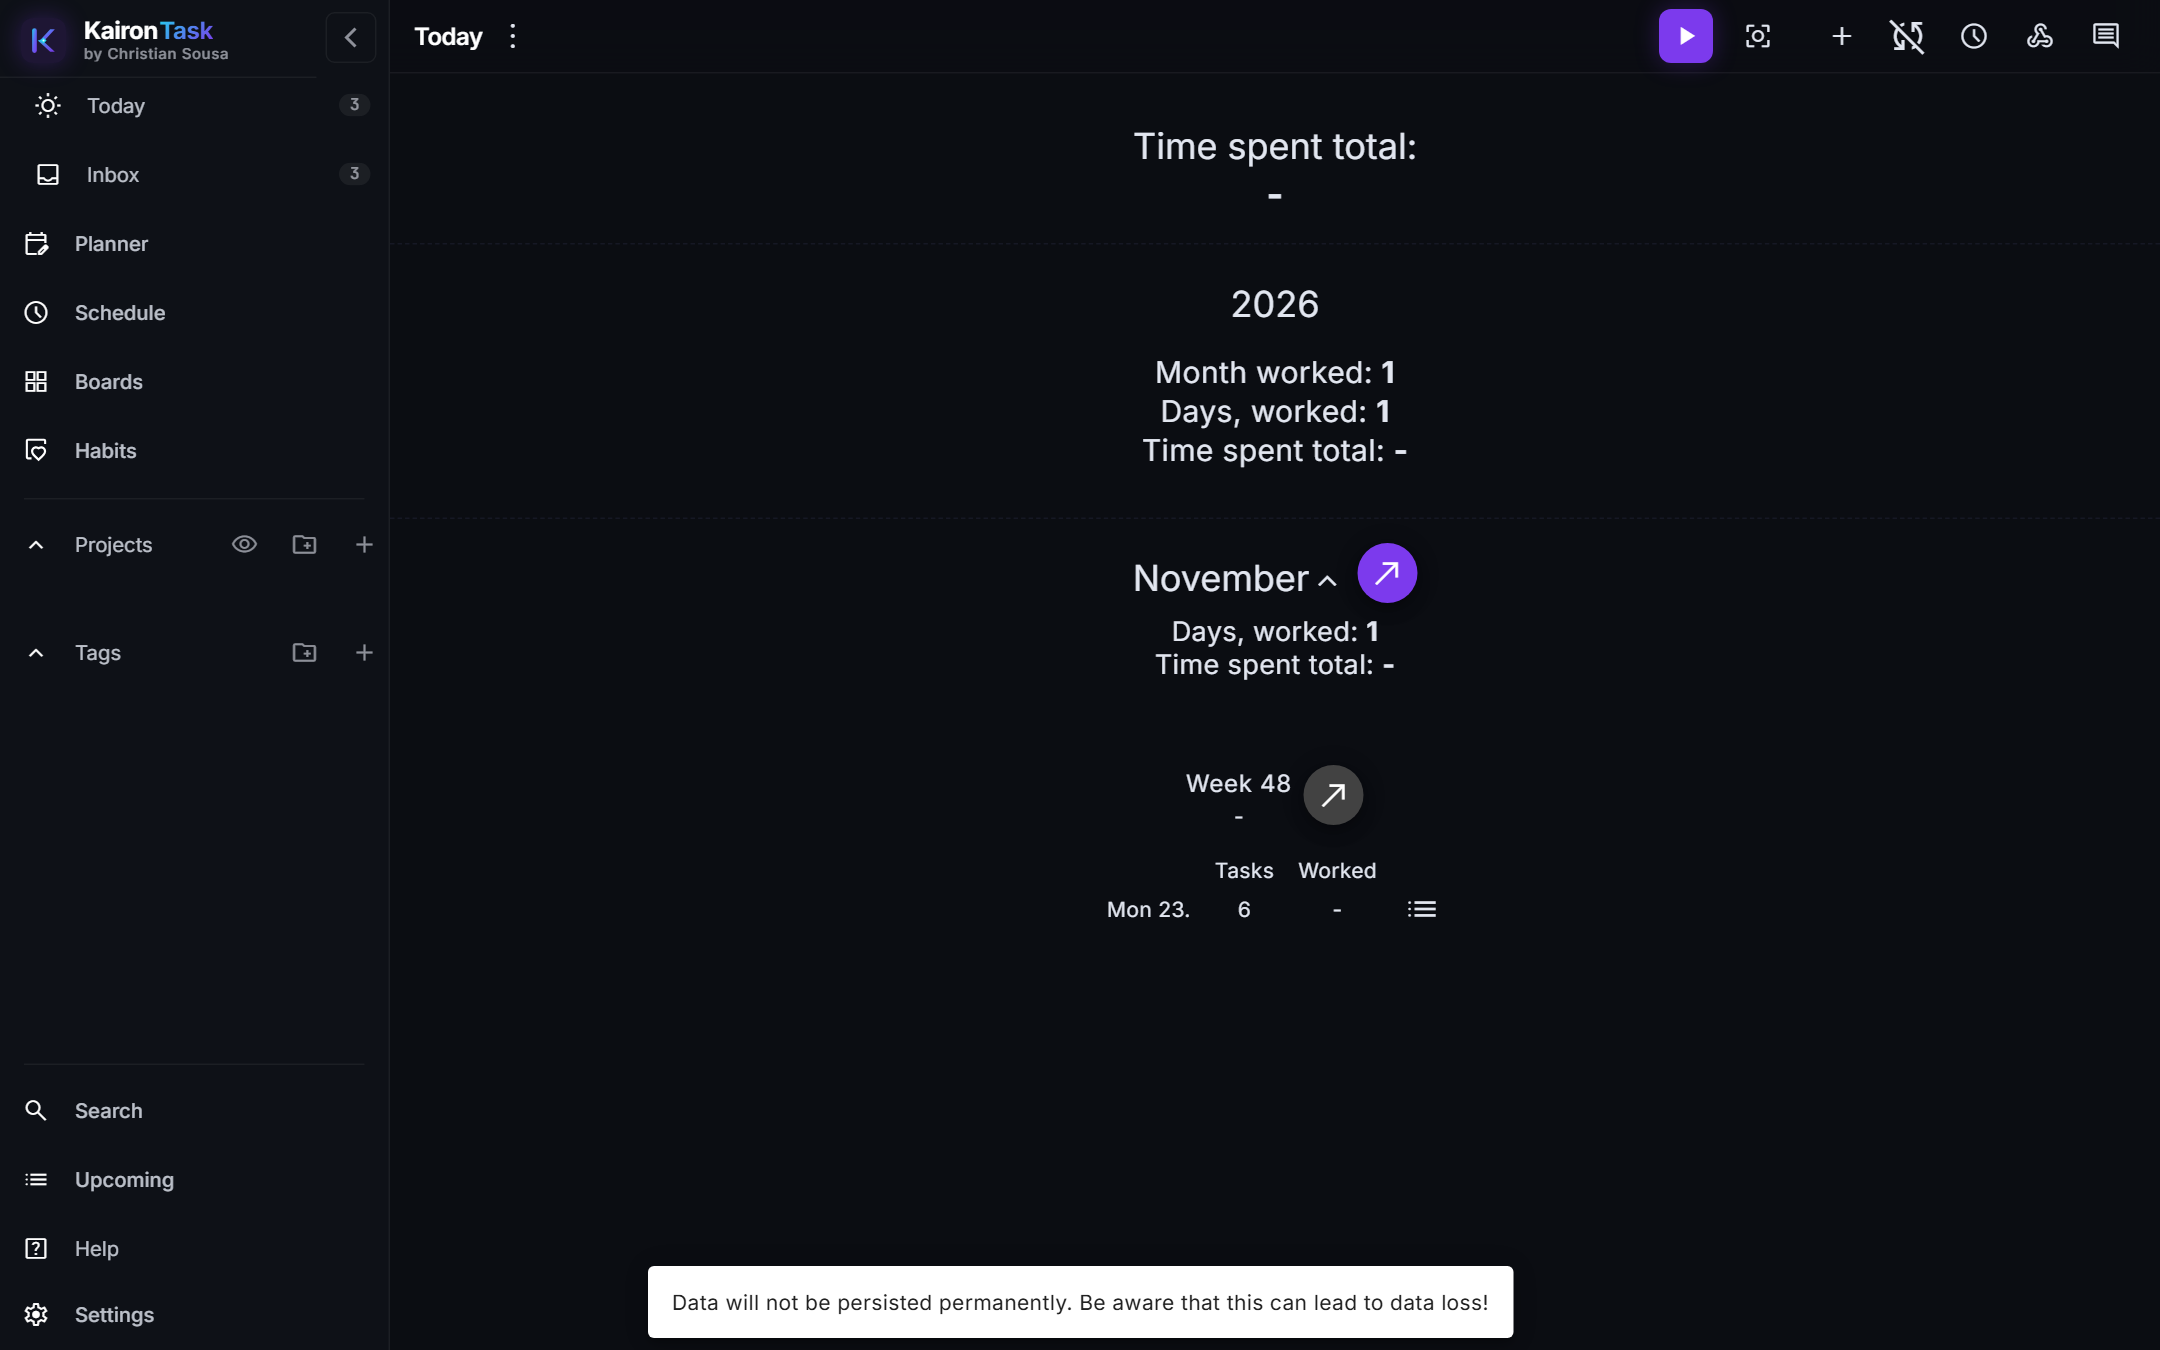 KaironTask
by Christian Sousa
Today 3
Inbox 3
Planner
Schedule
Boards
Habits
Projects
Tags
Search
Upcoming
Help
Settings
Today
Time spent total:
-
2026
Month worked: 1
Days, worked: 1
Time spent total: -
November
Days, worked: 1
Time spent total: -
Week 48
-
Tasks Worked
Mon 23. 6 -
Data will not be persisted permanently. Be aware that this can lead to data loss!